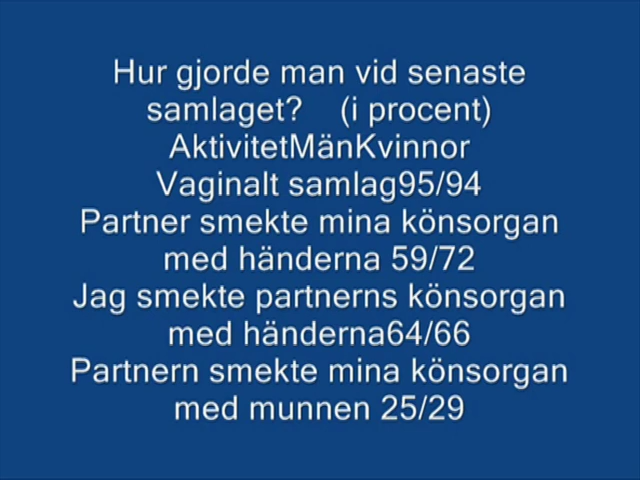 Hur gjorde man vid senaste
samlaget?    (i procent)
AktivitetMänKvinnor
Vaginalt samlag95/94
Partner smekte mina könsorgan
med händerna 59/72
Jag smekte partnerns könsorgan
med händerna64/66
Partnern smekte mina könsorgan
med munnen 25/29